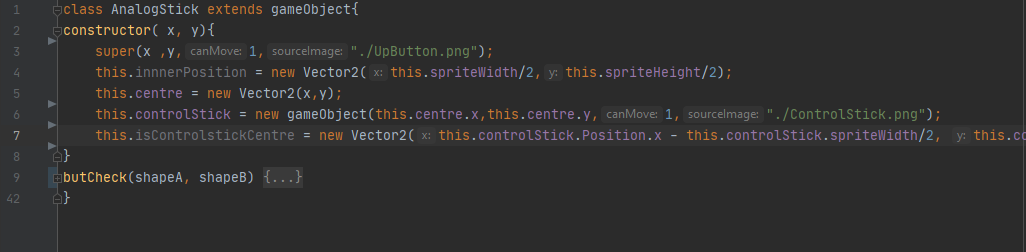 1 class AnalogStick extends gameObject{
2 constructor( x, y){
3 super(x ,y, canMove: 1, sourceImage: "./UpButton.png");
4 this.innnerPosition = new Vector2( x: this.spriteWidth/2, y: this.spriteHeight/2);
5 this.centre = new Vector2(x,y);
6 this.controlStick = new gameObject(this.centre.x,this.centre.y, canMove: 1, sourceImage: "./ControlStick.png");
7 this.isControlstickCentre = new Vector2( x: this.controlStick.Position.x - this.controlStick.spriteWidth/2, y: this.co
8 }
9 butCheck(shapeA, shapeB) {...}
42 }